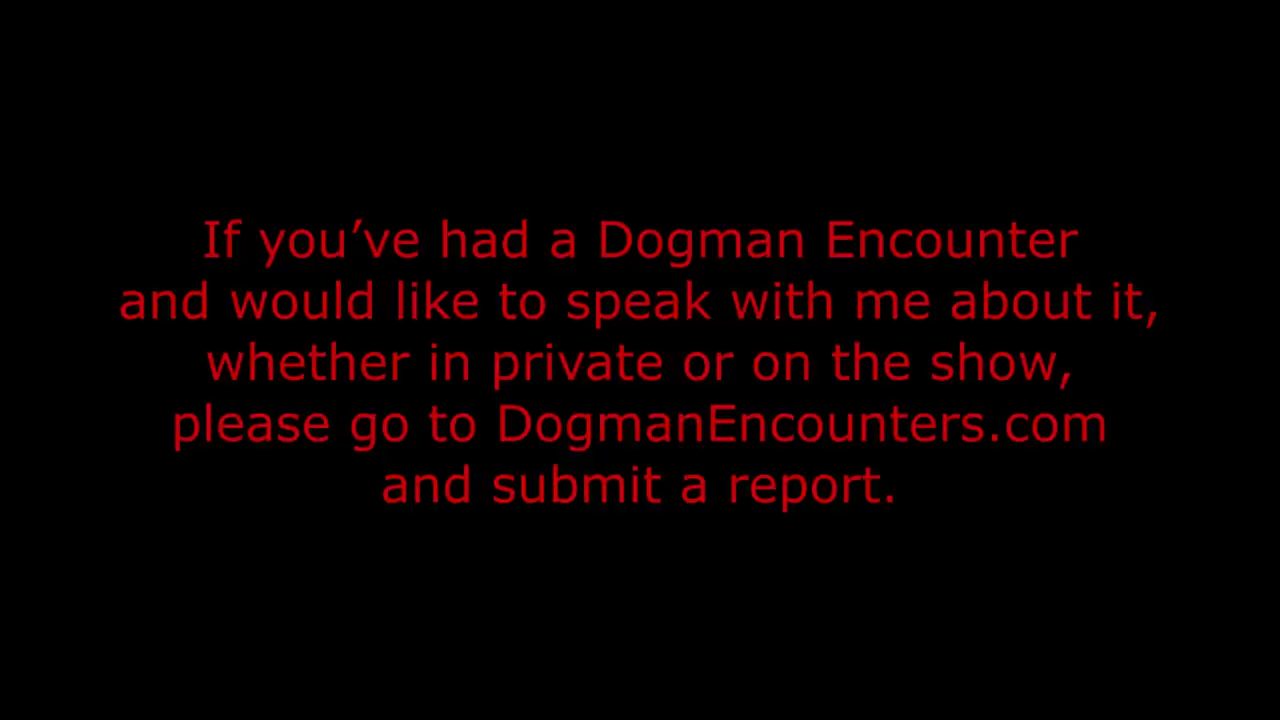 If you’ve had a Dogman Encounter
and would like to speak with me about it,
whether in private or on the show,
please go to DogmanEncounters.com
and submit a report.